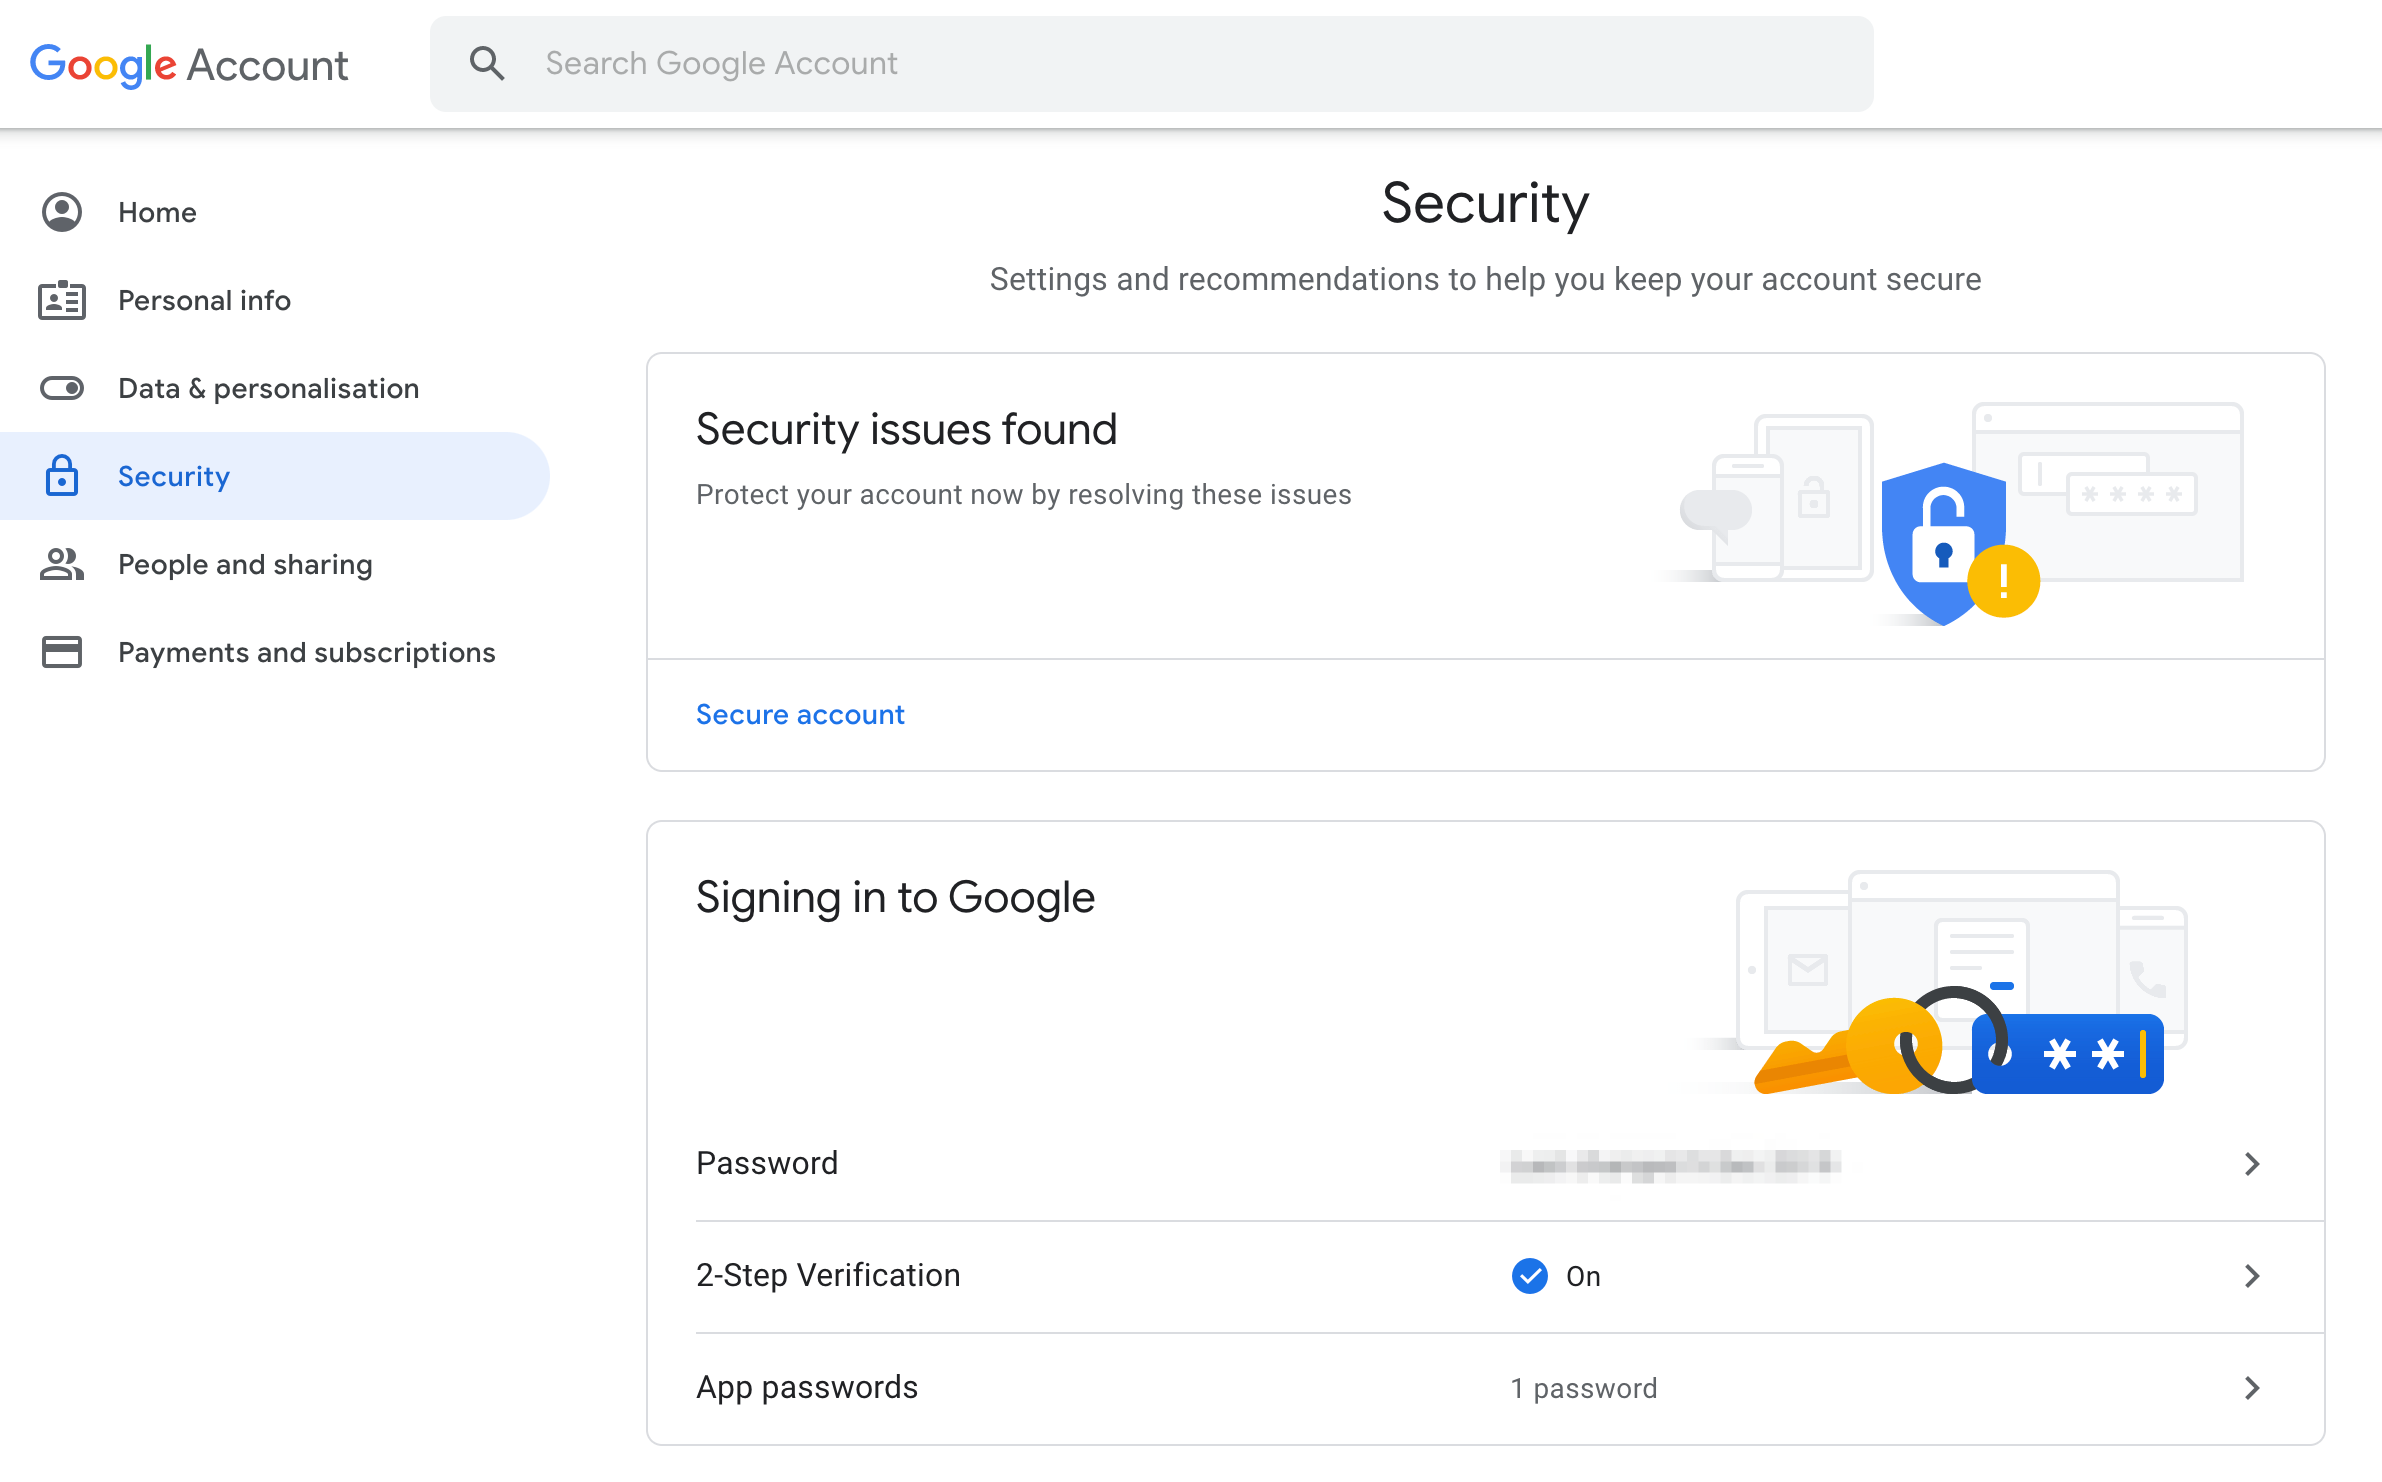 Google Account
Search Google Account
Home
Personal info
Data & personalisation
Security
People and sharing
Payments and subscriptions
Security
Settings and recommendations to help you keep your account secure
Security issues found
Protect your account now by resolving these issues
Secure account
Signing in to Google
Password
2-Step Verification
On
App passwords
1 password